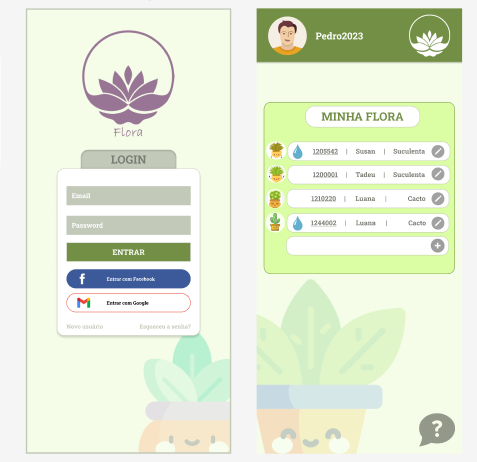 Flora
LOGIN
Email
Password
ENTRAR
f Entrar com Facebook
Entrar com Google
Novo usuário Esqueceu a senha?
Pedro2023
MINHA FLORA
1205542 | Susan | Suculenta
1200001 | Tadeu | Suculenta
1210220 | Luana | Cacto
1244002 | Luana | Cacto
+
?